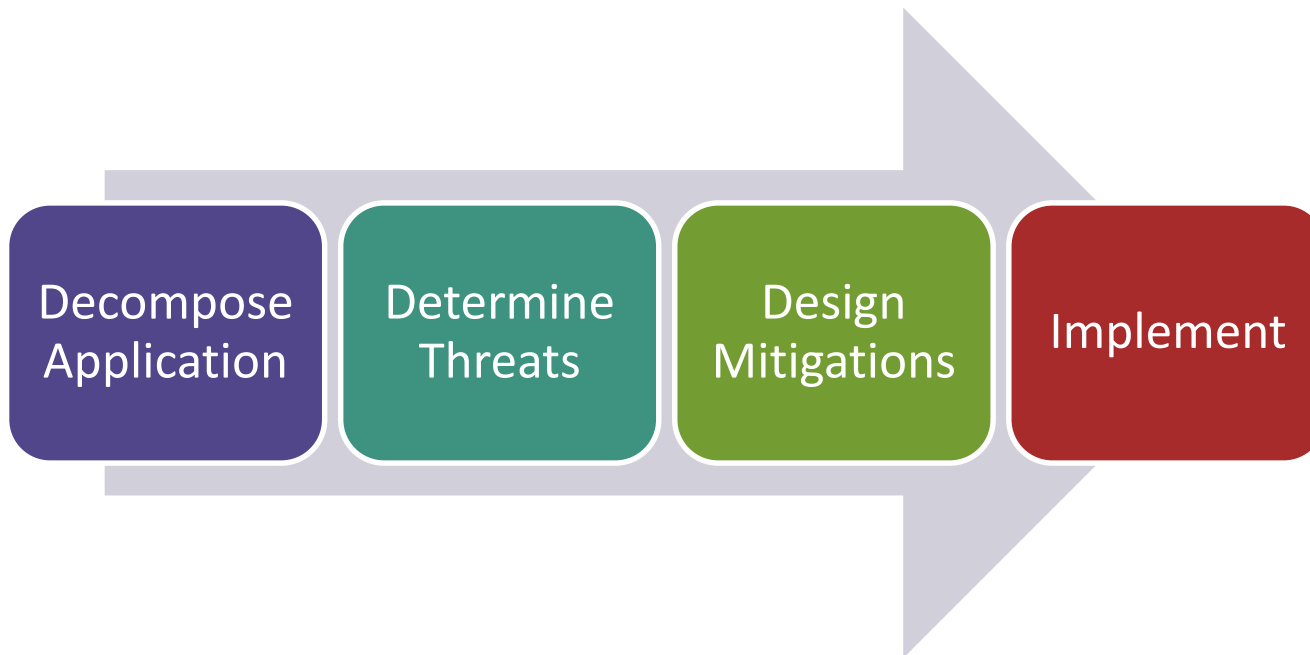 Decompose
Application
Determine
Threats
Design
Mitigations
Implement